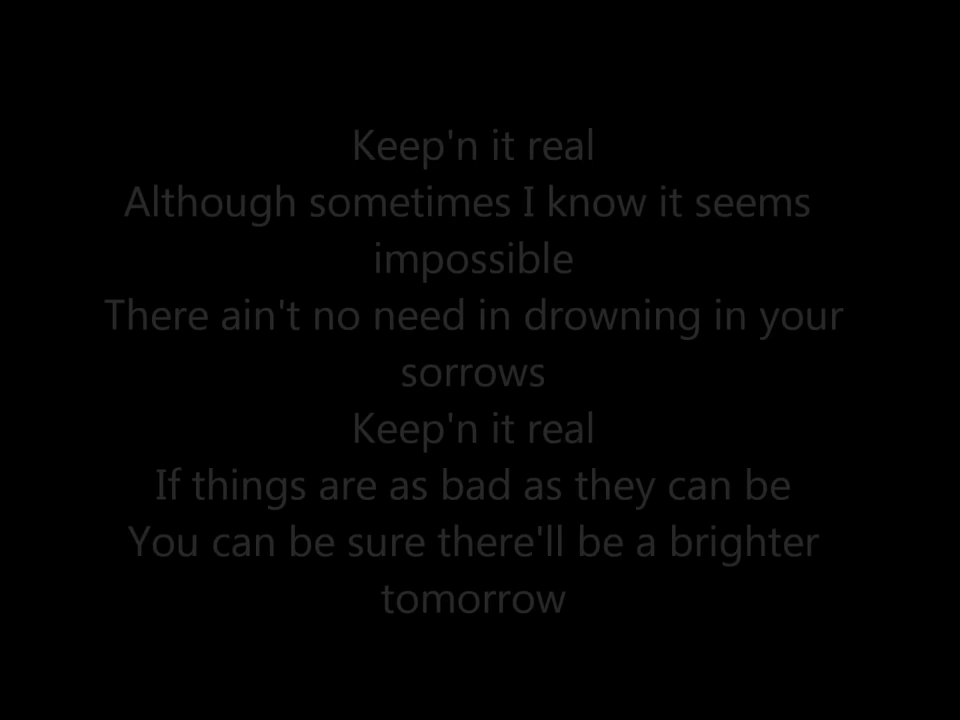 Keep'n it real
Although sometimes I know it seems
impossible
There ain't no need in drowning in your
sorrows
Keep'n it real
If things are as bad as they can be
You can be sure there'll be a brighter
tomorrow